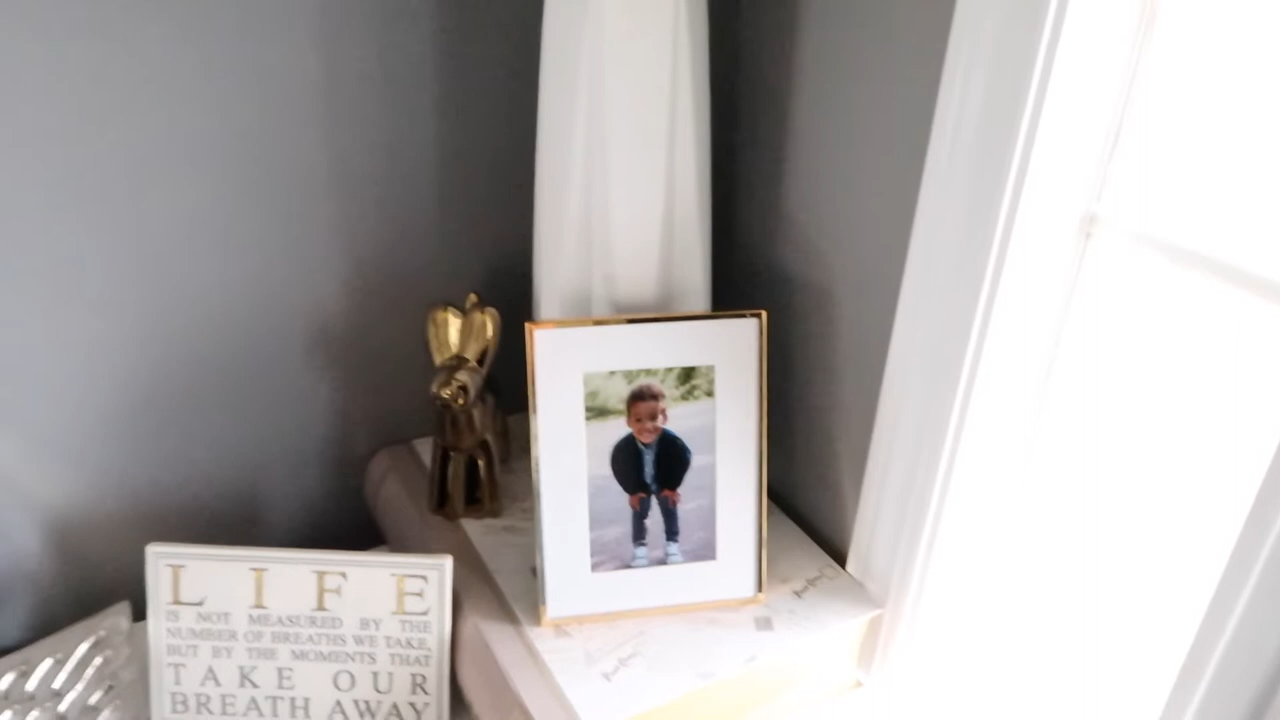 LIFE
IS NOT MEASURED BY THE
NUMBER OF BREATHS WE TAKE,
BUT BY THE MOMENTS THAT
TAKE OUR
BREATH AWAY